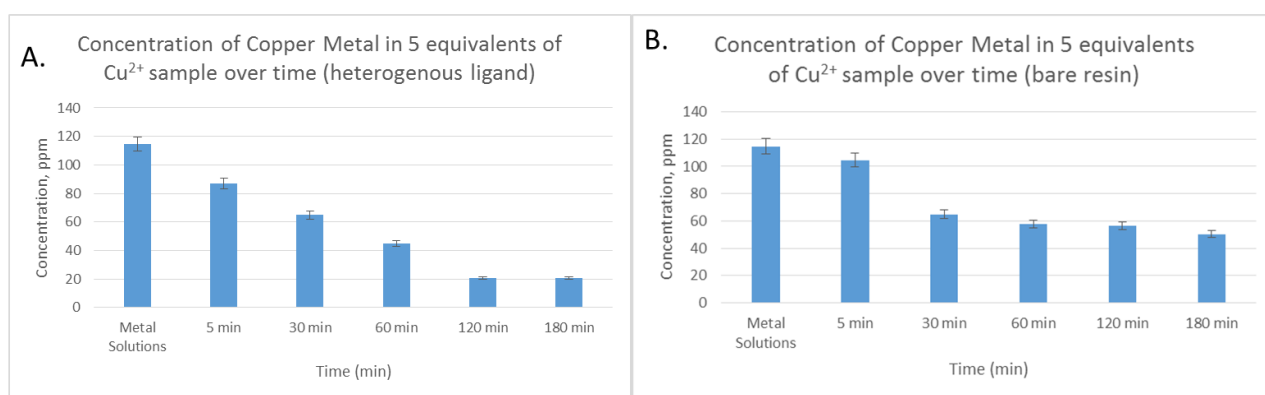 A.
Concentration of Copper Metal in 5 equivalents of
Cu²⁺ sample over time (heterogenous ligand)
140
120
100
80
60
40
20
0
Concentration, ppm
Metal
Solutions
5 min
30 min
60 min
120 min
180 min
Time (min)
B.
Concentration of Copper Metal in 5 equivalents
of Cu²⁺ sample over time (bare resin)
140
120
100
80
60
40
20
0
Concentration, ppm
Metal
Solutions
5 min
30 min
60 min
120 min
180 min
Time (min)